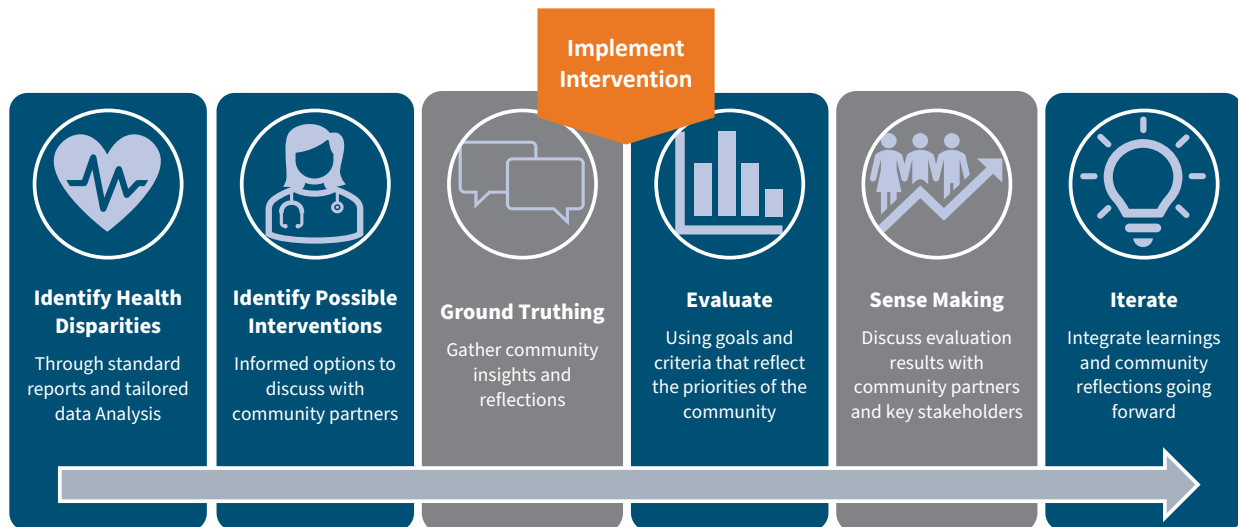 Implement
Intervention
Identify Health
Disparities
Through standard
reports and tailored
data Analysis
Identify Possible
Interventions
Informed options to
discuss with
community partners
Ground Truthing
Gather community
insights and
reflections
Evaluate
Using goals and
criteria that reflect
the priorities of the
community
Sense Making
Discuss evaluation
results with
community partners
and key stakeholders
Iterate
Integrate learnings
and community
reflections going
forward